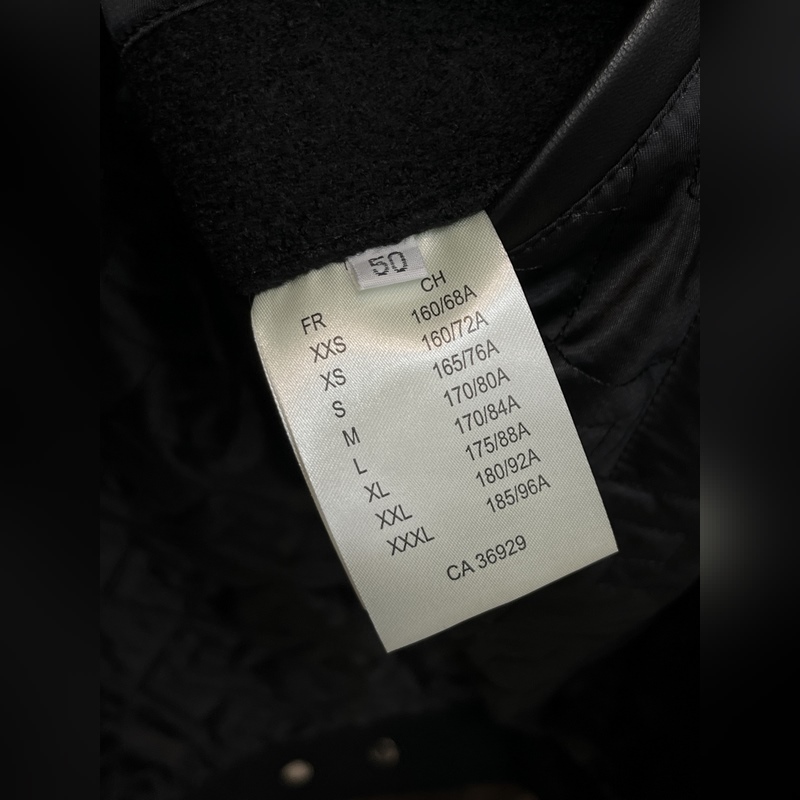 50
FR CH
XXS 160/68A
XS 160/72A
S 165/76A
M 170/80A
L 170/84A
XL 175/88A
XXL 180/92A
XXXL 185/96A
CA 36929